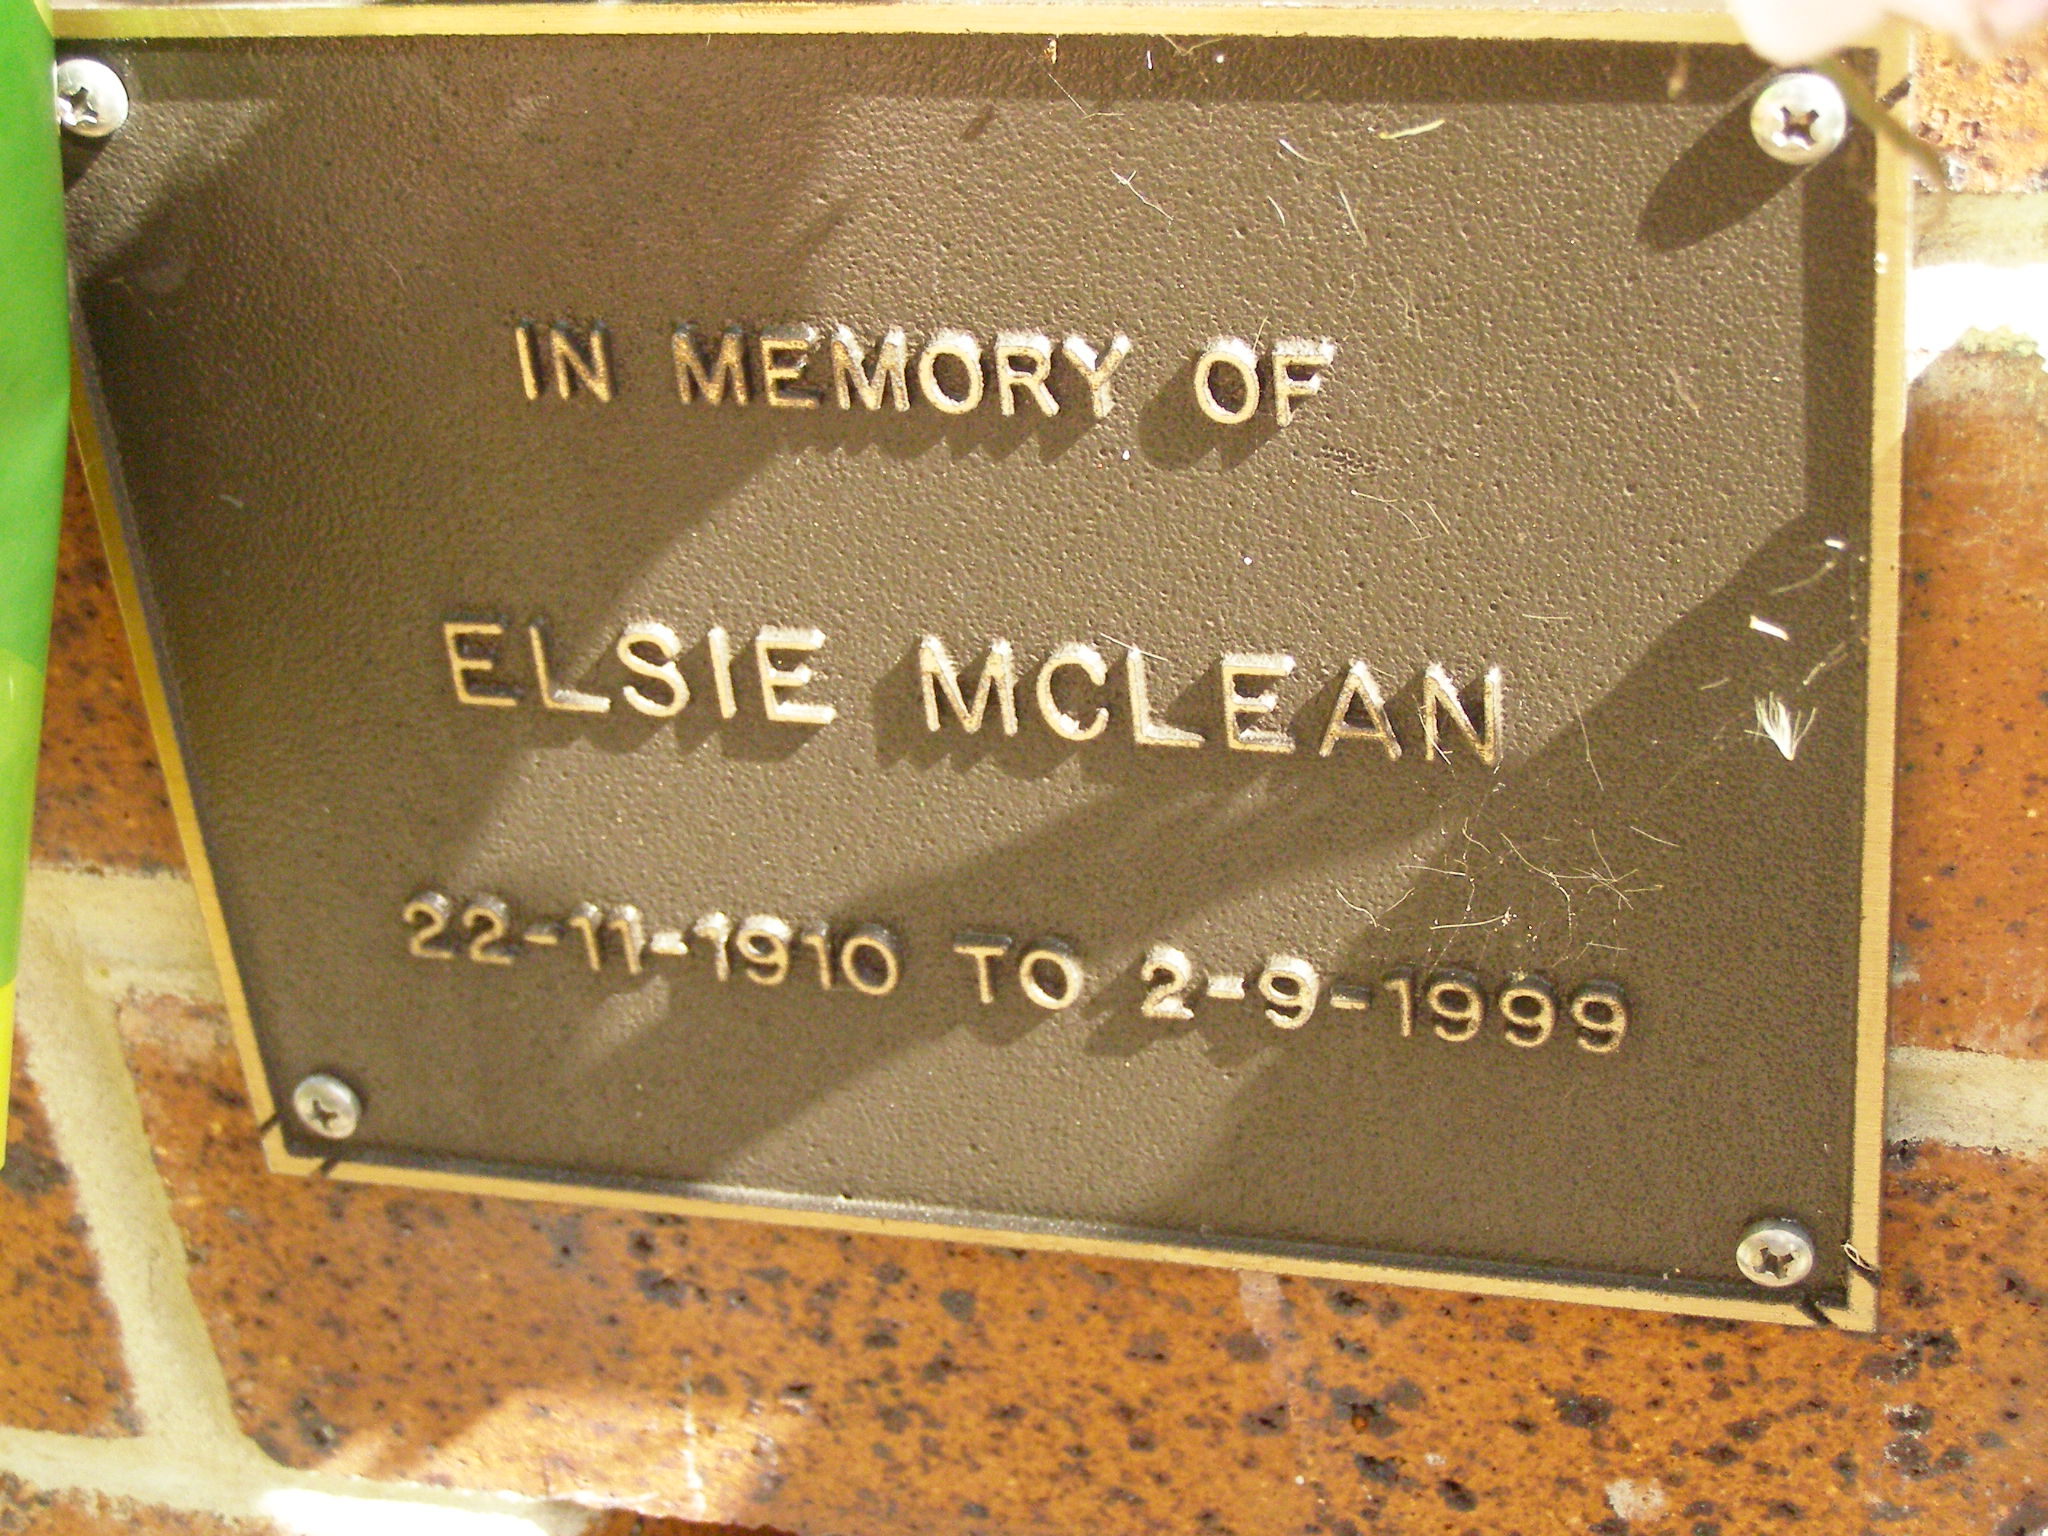 IN MEMORY OF
ELSIE MCLEAN
22-11-1910 TO 2-9-1999